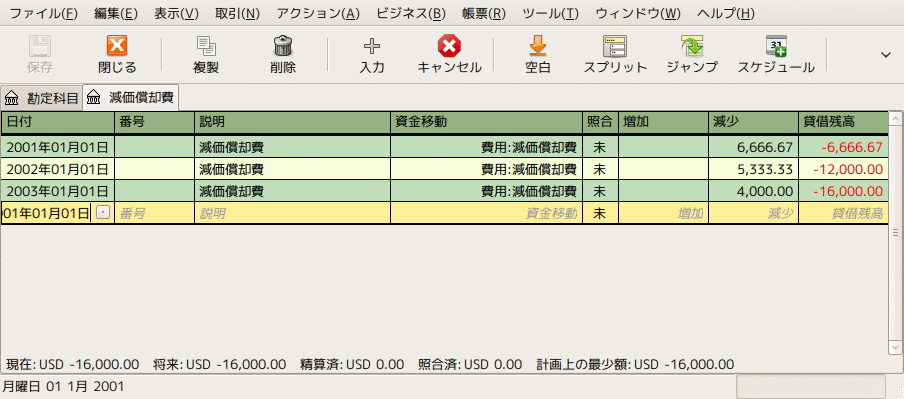 ファイル(F) 編集(E) 表示(V) 取引(N) アクション(A) ビジネス(B) 帳票(R) ツール(T) ウィンドウ(W) ヘルプ(H)
保存 閉じる 複製 削除 入力 キャンセル 空白 スプリット ジャンプ スケジュール
勘定科目 減価償却費
日付 番号 説明 資金移動 照合 増加 減少 貸借残高
2001年01月01日 減価償却費 費用:減価償却費 未 6,666.67 -6,666.67
2002年01月01日 減価償却費 費用:減価償却費 未 5,333.33 -12,000.00
2003年01月01日 減価償却費 費用:減価償却費 未 4,000.00 -16,000.00
01年01月01日 番号 説明 資金移動 未 増加 減少 貸借残高
現在: USD -16,000.00 将来: USD -16,000.00 精算済: USD 0.00 照合済: USD 0.00 計画上の最少額: USD -16,000.00
月曜日 01 1月 2001